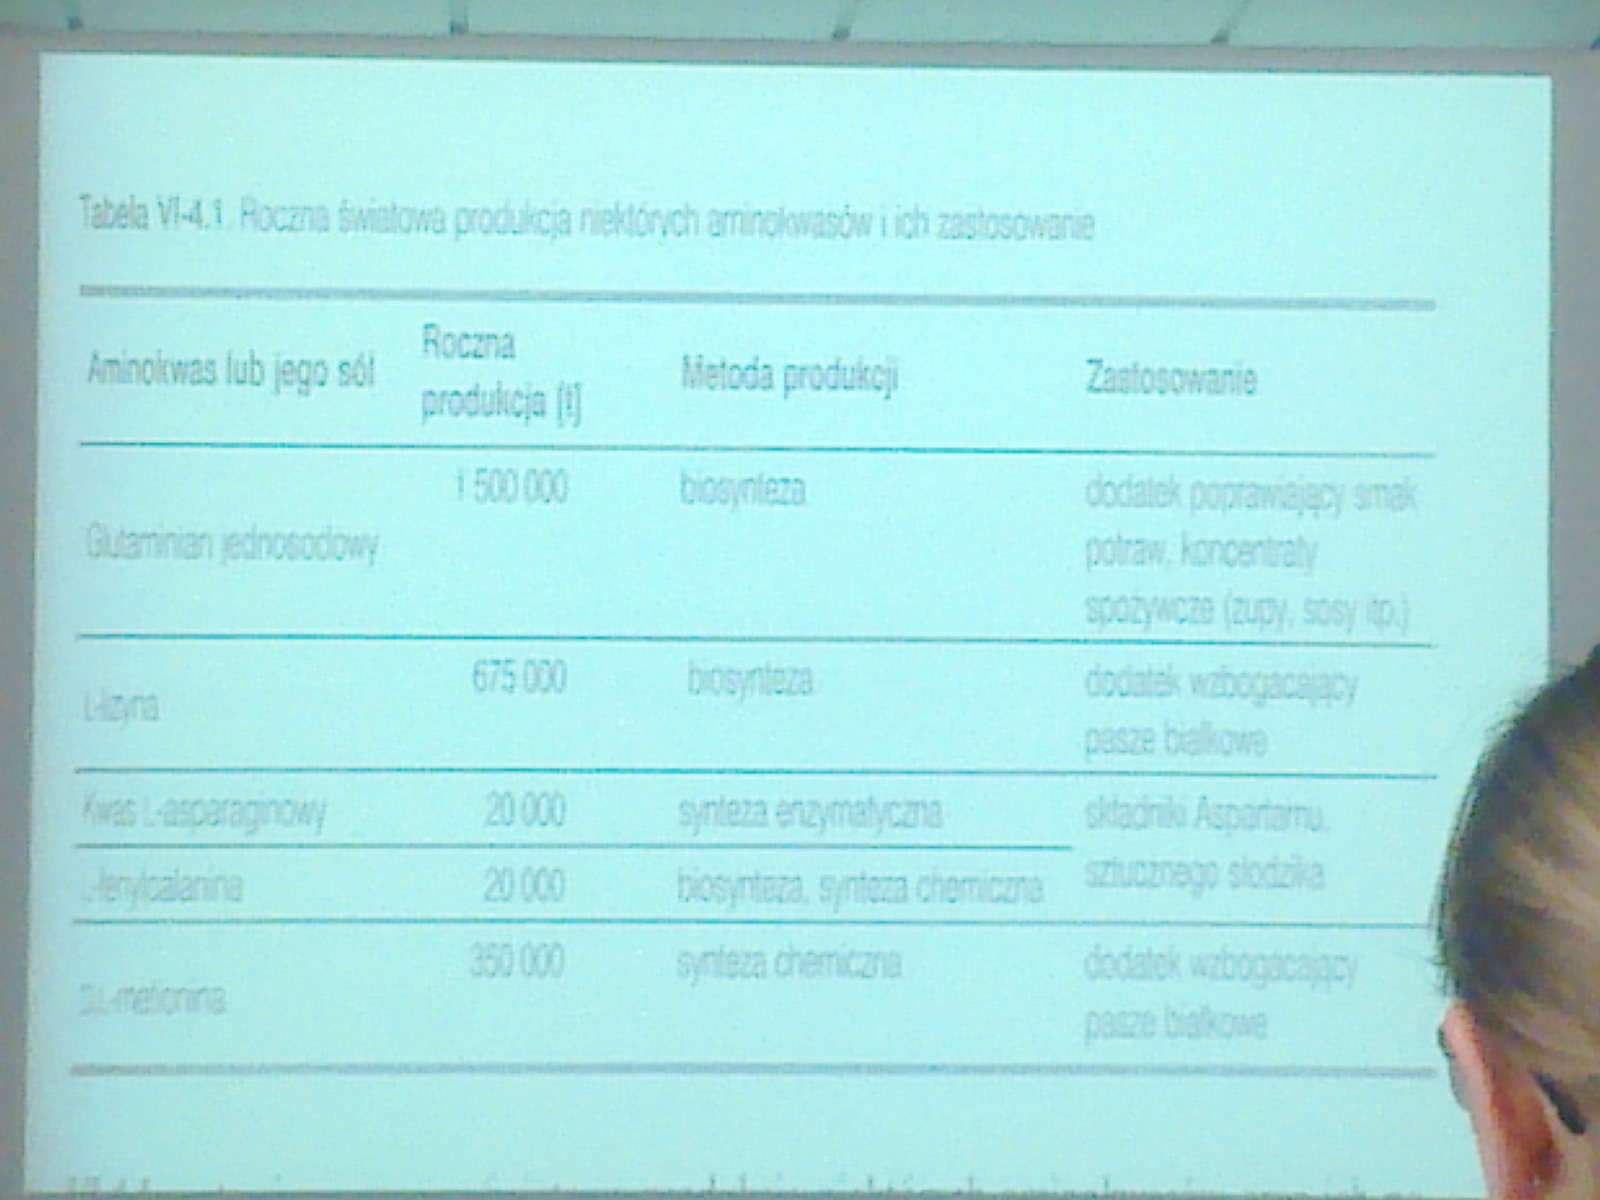 Tabela VI-4.1. Roczna światowa produkcja niektórych aminokwasów i ich zastosowanie
Aminokwas lub jego sól Roczna produkcja [t] Metoda produkcji Zastosowanie
Glutaminian jednosodowy 1 500 000 biosynteza dodatek poprawiający smak
potraw, koncentraty
spożywcze (zupy, sosy itp.)
L-lizyna 675 000 biosynteza dodatek wzbogacający
pasze białkowe
Kwas L-asparaginowy 20 000 synteza enzymatyczna składniki Aspartamu,
sztucznego słodzika
L-fenyloalanina 20 000 biosynteza, synteza chemiczna
D,L-metionina 350 000 synteza chemiczna dodatek wzbogacający
pasze białkowe